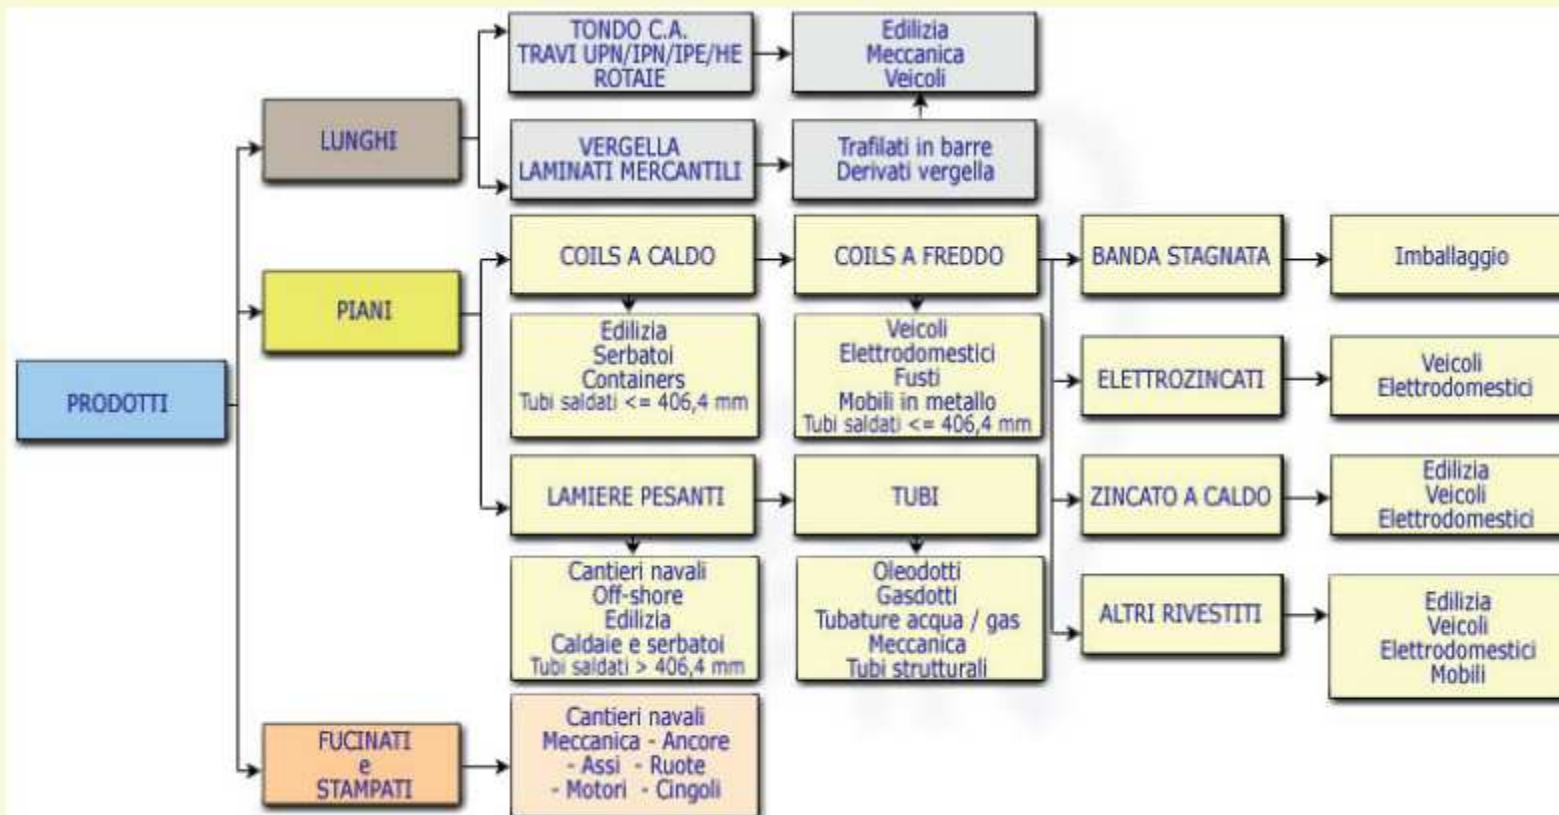 TONDO C.A.
TRAVI UPN/IPN/IPE/HE
ROTAIE
Edilizia
Meccanica
Veicoli
LUNGHI
VERGELLA
LAMINATI MERCANTILI
Trafilati in barre
Derivati vergella
COILS A CALDO
COILS A FREDDO
BANDA STAGNATA
Imballaggio
PIANI
Edilizia
Serbatoi
Containers
Tubi saldati <= 406,4 mm
Veicoli
Elettrodomestici
Fusti
Mobili in metallo
Tubi saldati <= 406,4 mm
ELETTROZINCATI
Veicoli
Elettrodomestici
PRODOTTI
LAMIERE PESANTI
TUBI
ZINCATO A CALDO
Edilizia
Veicoli
Elettrodomestici
Cantieri navali
Off-shore
Edilizia
Caldaie e serbatoi
Tubi saldati > 406,4 mm
Oleodotti
Gasdotti
Tubature acqua / gas
Meccanica
Tubi strutturali
ALTRI RIVESTITI
Edilizia
Veicoli
Elettrodomestici
Mobili
FUCINATI
e
STAMPATI
Cantieri navali
Meccanica - Ancore
- Assi - Ruote
- Motori - Cingoli